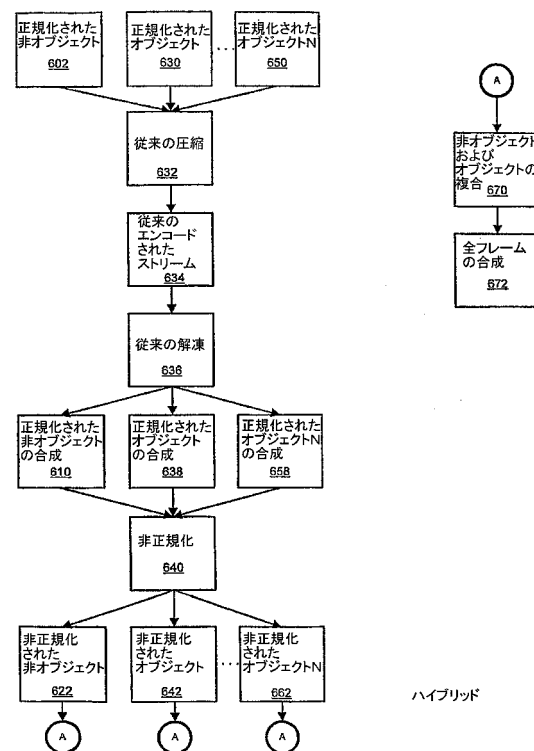 正規化された
非オブジェクト
602
正規化された
オブジェクト
630
正規化された
オブジェクトN
650
従来の圧縮
632
従来の
エンコード
された
ストリーム
634
従来の解凍
636
正規化された
非オブジェクト
の合成
610
正規化された
オブジェクト
の合成
638
正規化された
オブジェクトN
の合成
658
非正規化
640
非正規化
された
非オブジェクト
622
非正規化
された
オブジェクト
642
非正規化
された
オブジェクトN
662
A
A
A
A
非オブジェクト
および
オブジェクトの
複合
670
全フレーム
の合成
672
ハイブリッド